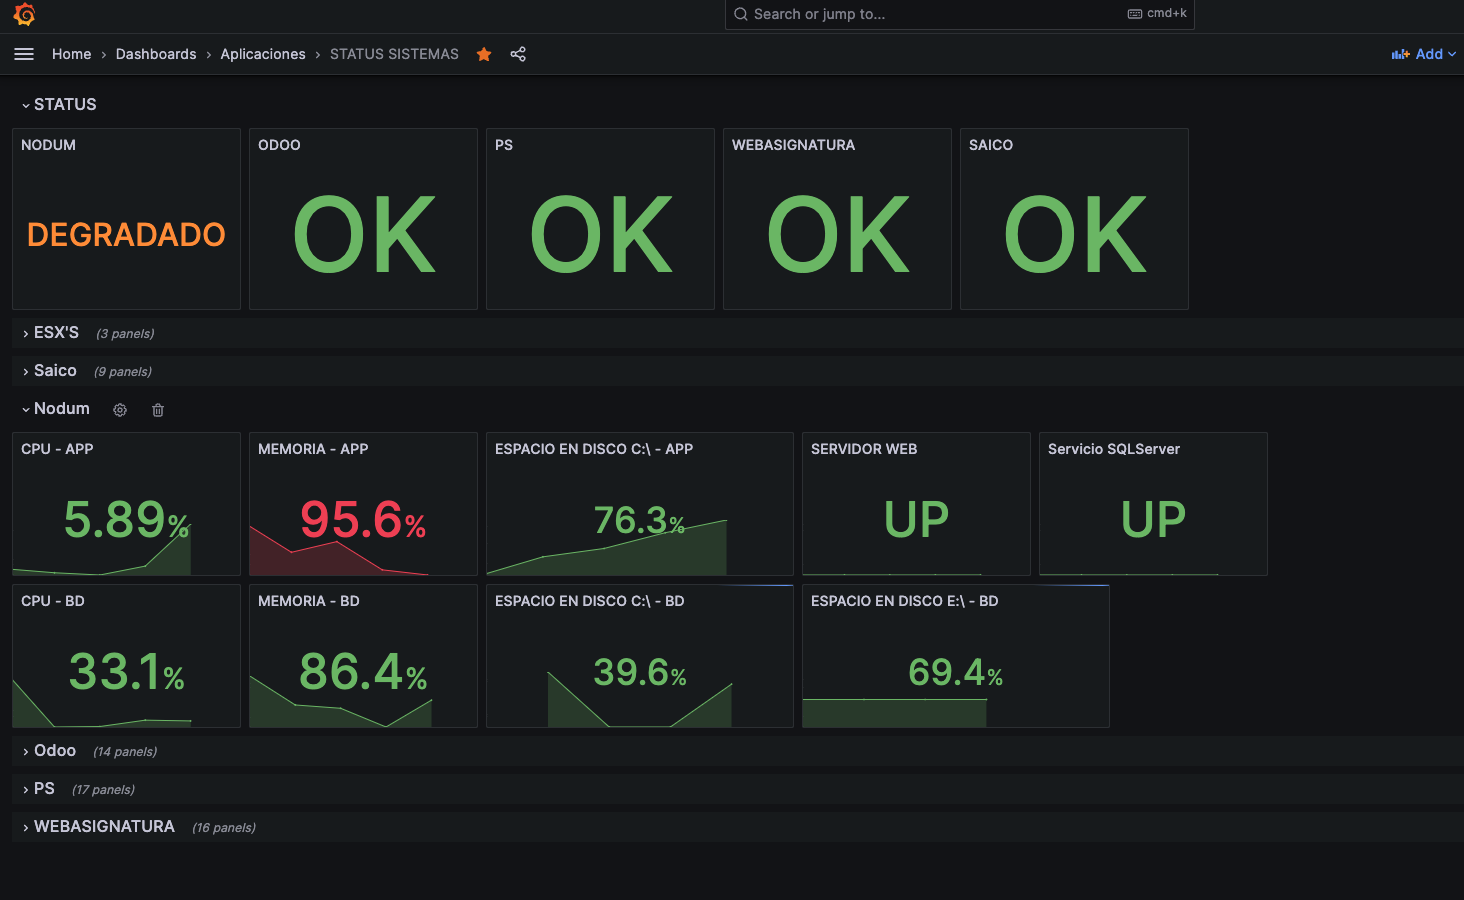 Search or jump to...
cmd+k
Home › Dashboards › Aplicaciones › STATUS SISTEMAS
Add
STATUS
NODUM
DEGRADADO
ODOO
OK
PS
OK
WEBASIGNATURA
OK
SAICO
OK
ESX'S (3 panels)
Saico (9 panels)
Nodum
CPU - APP
5.89%
MEMORIA - APP
95.6%
ESPACIO EN DISCO C:\ - APP
76.3%
SERVIDOR WEB
UP
Servicio SQLServer
UP
CPU - BD
33.1%
MEMORIA - BD
86.4%
ESPACIO EN DISCO C:\ - BD
39.6%
ESPACIO EN DISCO E:\ - BD
69.4%
Odoo (14 panels)
PS (17 panels)
WEBASIGNATURA (16 panels)